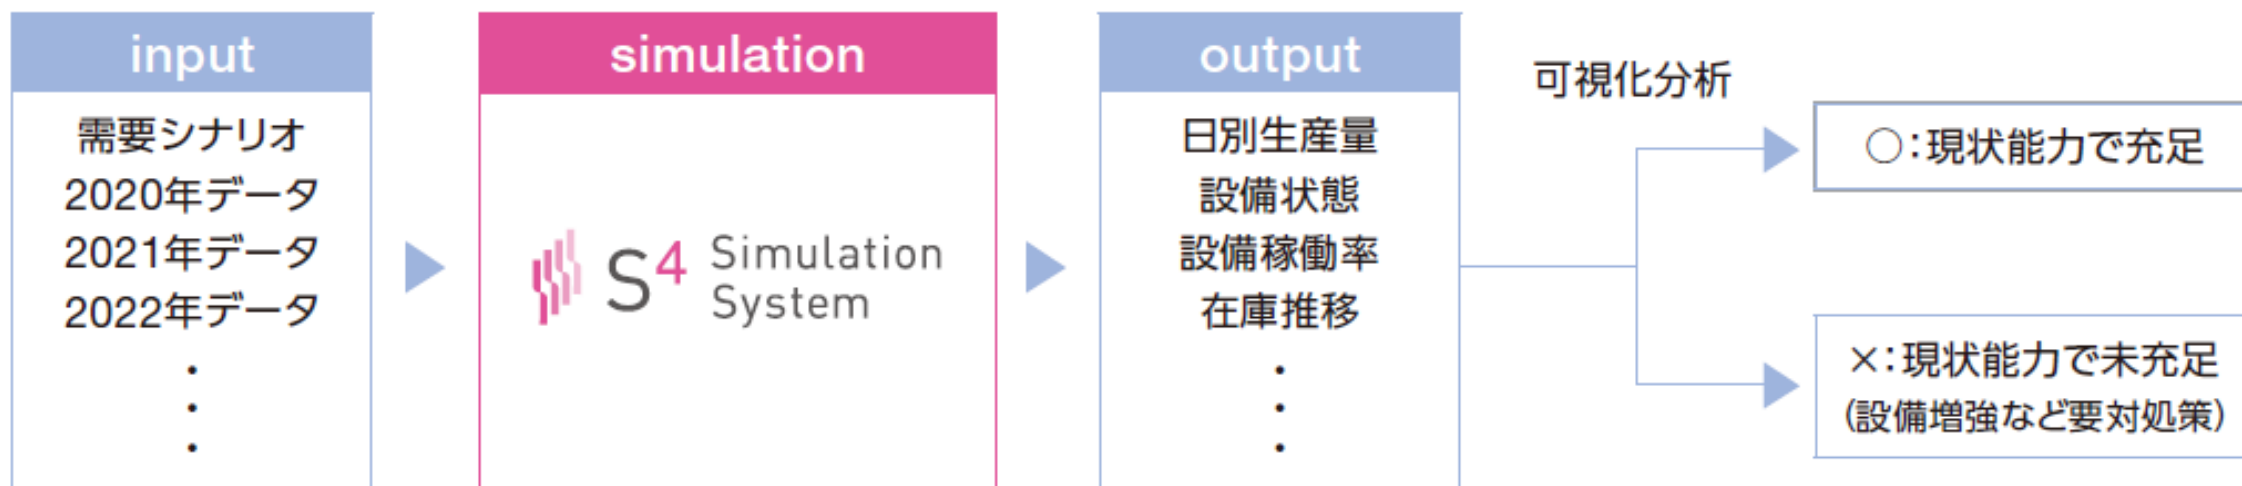 input
需要シナリオ
2020年データ
2021年データ
2022年データ
・
・
・
simulation
S4 Simulation
System
output
日別生産量
設備状態
設備稼働率
在庫推移
・
・
・
可視化分析
○：現状能力で充足
×：現状能力で未充足
（設備増強など要対処策）